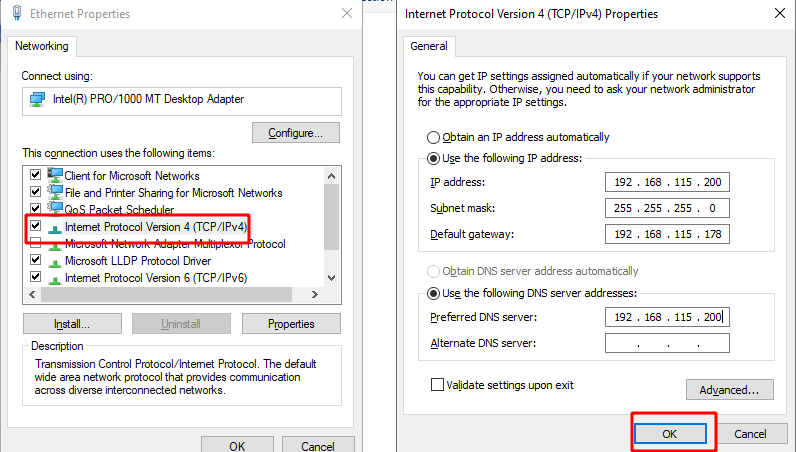 Ethernet Properties
Networking
Connect using:
Intel(R) PRO/1000 MT Desktop Adapter
Configure...
This connection uses the following items:
Client for Microsoft Networks
File and Printer Sharing for Microsoft Networks
QoS Packet Scheduler
Internet Protocol Version 4 (TCP/IPv4)
Microsoft Network Adapter Multiplexor Protocol
Microsoft LLDP Protocol Driver
Internet Protocol Version 6 (TCP/IPv6)
Install...
Uninstall
Properties
Description
Transmission Control Protocol/Internet Protocol. The default
wide area network protocol that provides communication
across diverse interconnected networks.
OK
Cancel
Internet Protocol Version 4 (TCP/IPv4) Properties
General
You can get IP settings assigned automatically if your network supports
this capability. Otherwise, you need to ask your network administrator
for the appropriate IP settings.
Obtain an IP address automatically
Use the following IP address:
IP address: 192 . 168 . 115 . 200
Subnet mask: 255 . 255 . 255 . 0
Default gateway: 192 . 168 . 115 . 178
Obtain DNS server address automatically
Use the following DNS server addresses:
Preferred DNS server: 192 . 168 . 115 . 200
Alternate DNS server: . . .
Validate settings upon exit
Advanced...
OK
Cancel